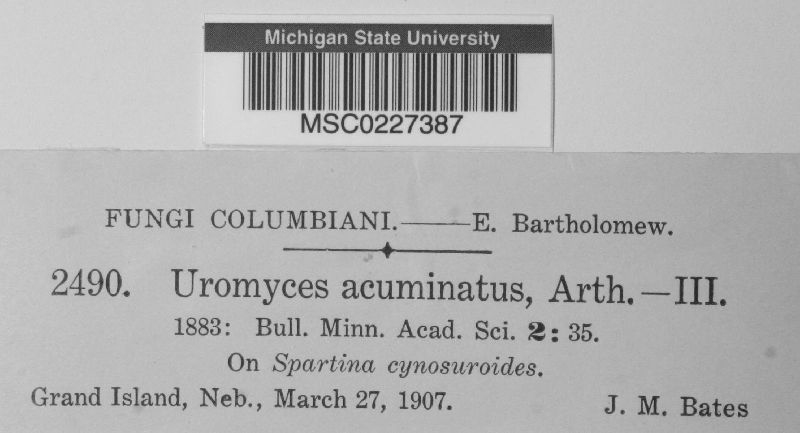 Michigan State University
MSC0227387
FUNGI COLUMBIANI.——E. Bartholomew.
2490. Uromyces acuminatus, Arth.—III.
1883: Bull. Minn. Acad. Sci. 2: 35.
On Spartina cynosuroides.
Grand Island, Neb., March 27, 1907. J. M. Bates